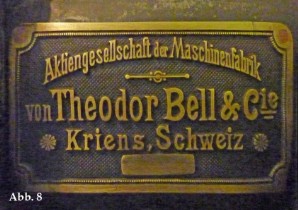 Aktiengesellschaft der Maschinenfabrik
von Theodor Bell & Cie
Kriens, Schweiz
Abb. 8